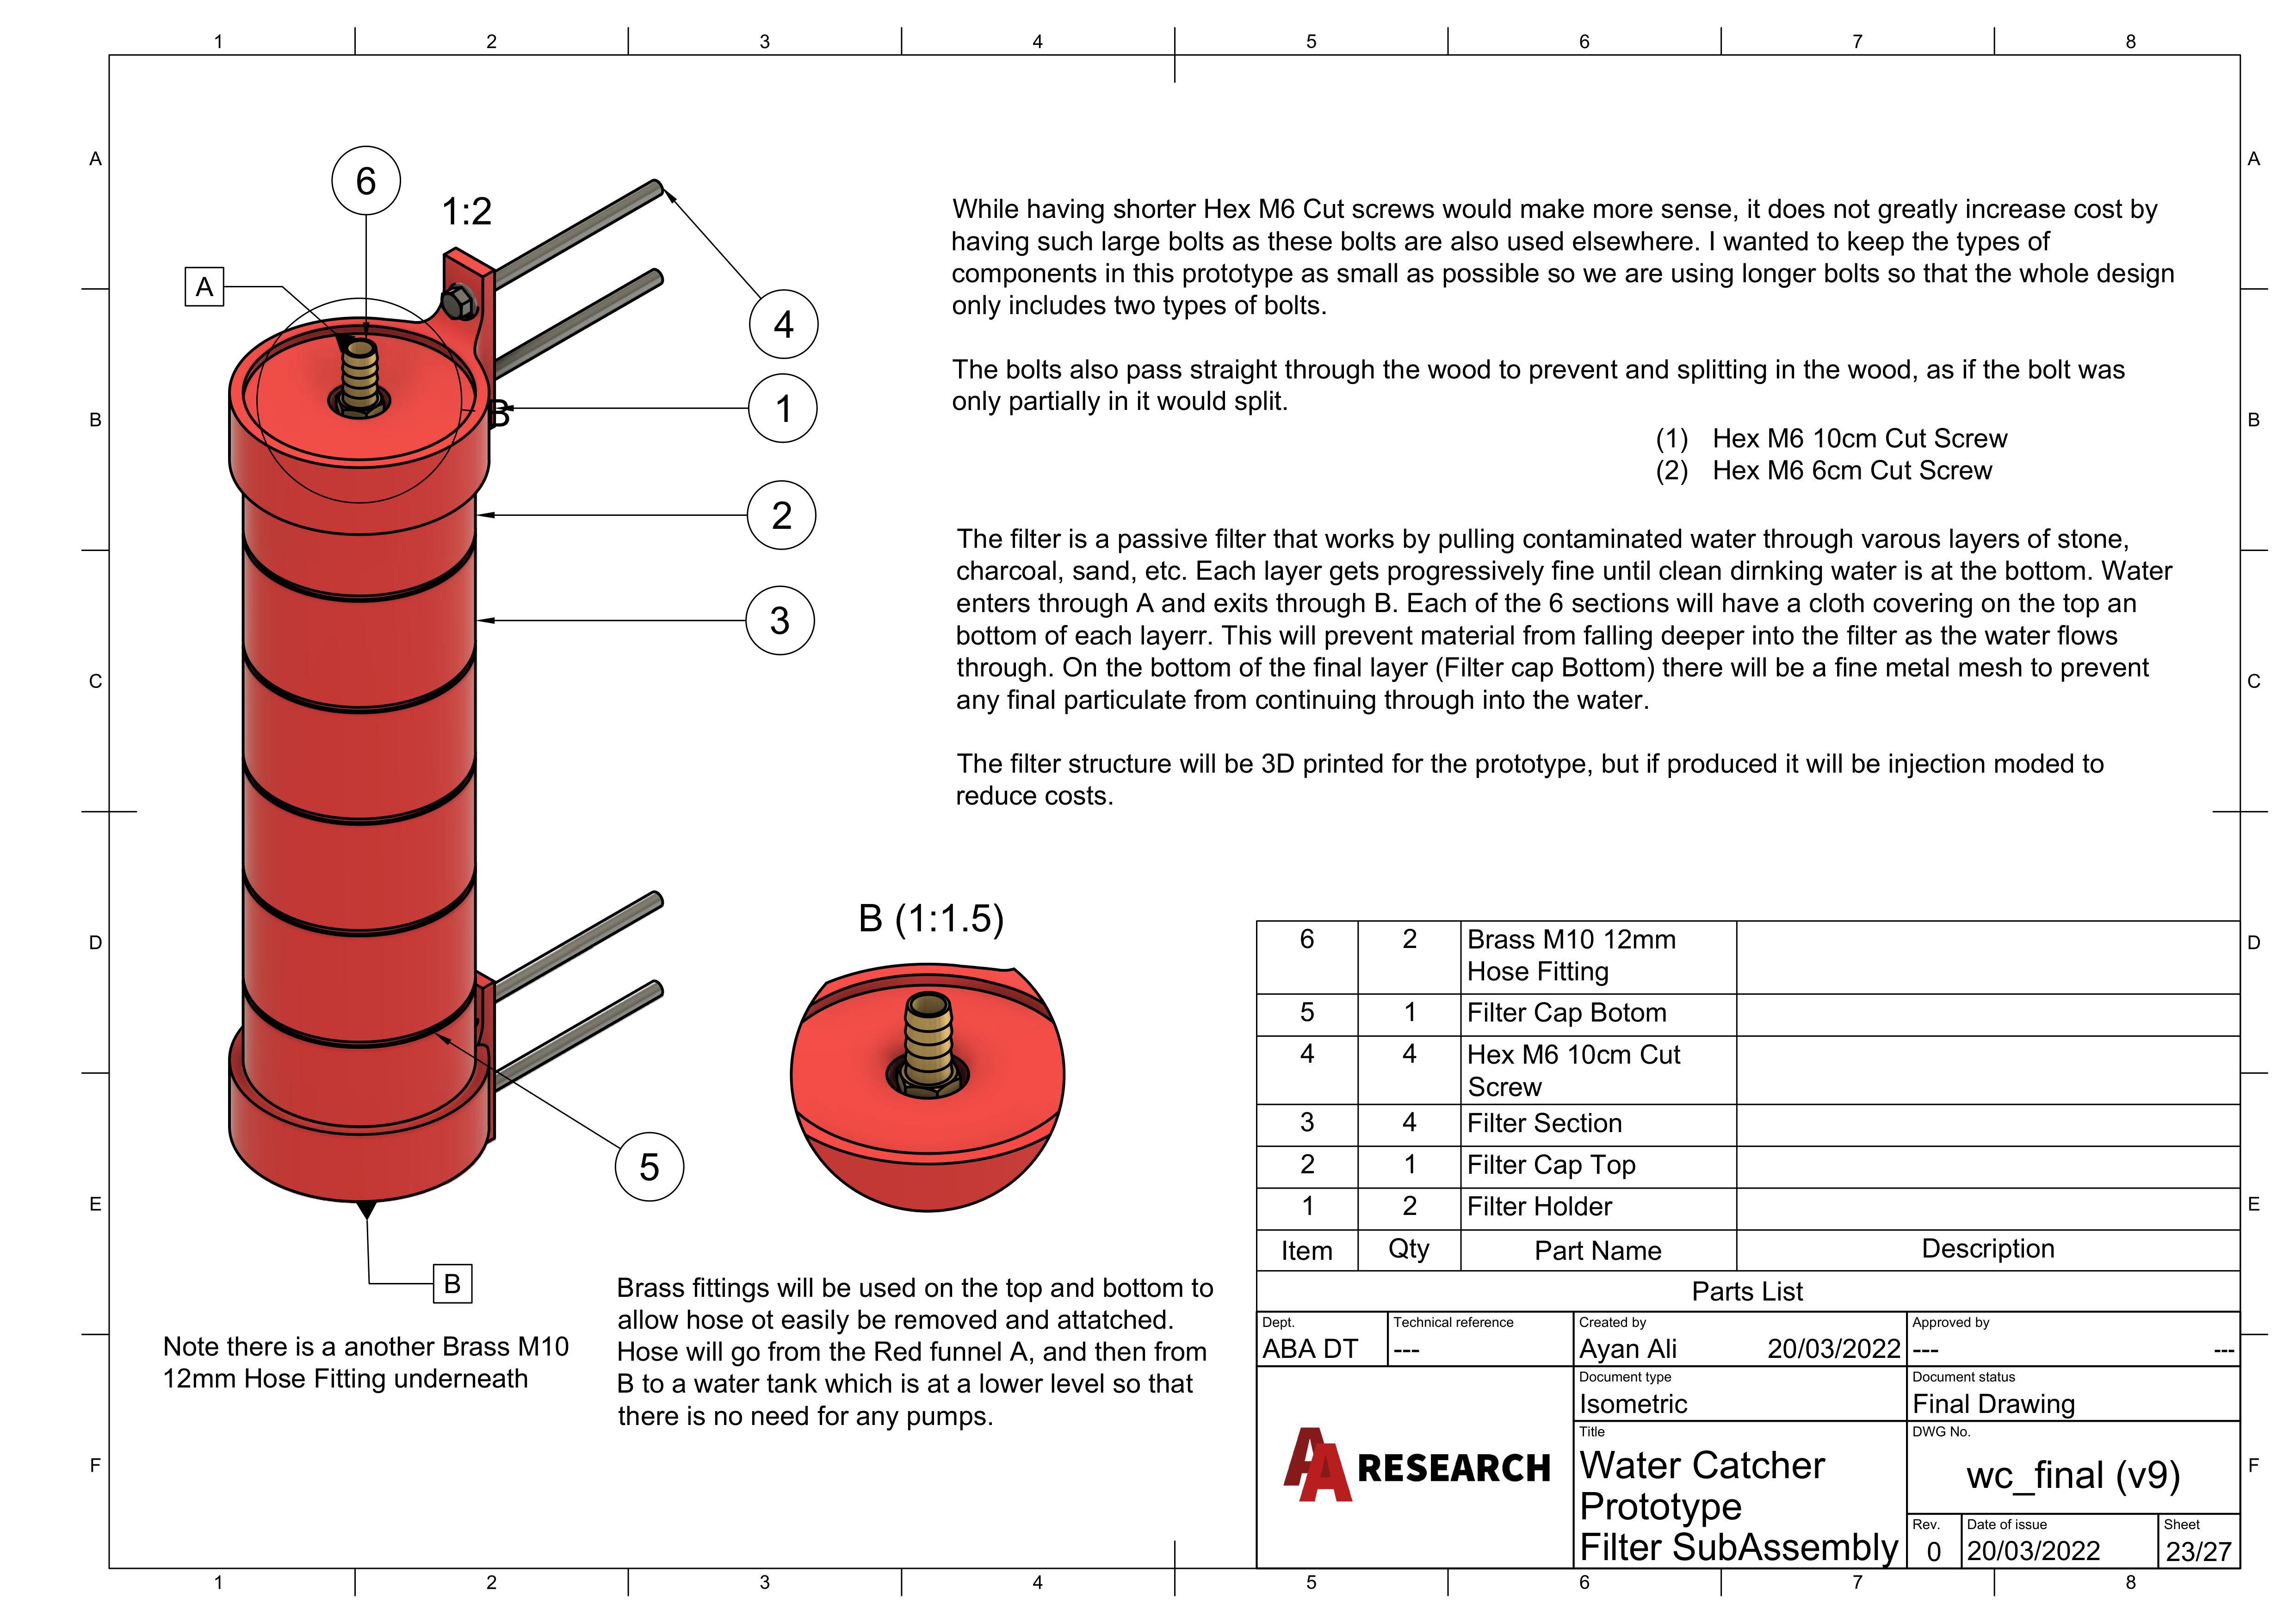 1 2 3 4 5 6 7 8
A A
B B
C C
D D
E E
F F
6
1:2
A
4
1
B
2
3
5
B
While having shorter Hex M6 Cut screws would make more sense, it does not greatly increase cost by
having such large bolts as these bolts are also used elsewhere. I wanted to keep the types of
components in this prototype as small as possible so we are using longer bolts so that the whole design
only includes two types of bolts.
The bolts also pass straight through the wood to prevent and splitting in the wood, as if the bolt was
only partially in it would split.
(1) Hex M6 10cm Cut Screw
(2) Hex M6 6cm Cut Screw
The filter is a passive filter that works by pulling contaminated water through varous layers of stone,
charcoal, sand, etc. Each layer gets progressively fine until clean dirnking water is at the bottom. Water
enters through A and exits through B. Each of the 6 sections will have a cloth covering on the top an
bottom of each layerr. This will prevent material from falling deeper into the filter as the water flows
through. On the bottom of the final layer (Filter cap Bottom) there will be a fine metal mesh to prevent
any final particulate from continuing through into the water.
The filter structure will be 3D printed for the prototype, but if produced it will be injection moded to
reduce costs.
B (1:1.5)
Note there is a another Brass M10
12mm Hose Fitting underneath
Brass fittings will be used on the top and bottom to
allow hose ot easily be removed and attatched.
Hose will go from the Red funnel A, and then from
B to a water tank which is at a lower level so that
there is no need for any pumps.
6 2 Brass M10 12mm
Hose Fitting
5 1 Filter Cap Botom
4 4 Hex M6 10cm Cut
Screw
3 4 Filter Section
2 1 Filter Cap Top
1 2 Filter Holder
Item Qty Part Name Description
Parts List
Dept. Technical reference Created by Approved by
ABA DT --- Ayan Ali 20/03/2022 --- ---
Document type Document status
Isometric Final Drawing
Title DWG No.
Water Catcher
Prototype
Filter SubAssembly
wc_final (v9)
AA RESEARCH
Rev. Date of issue Sheet
0 20/03/2022 23/27
1 2 3 4 5 6 7 8